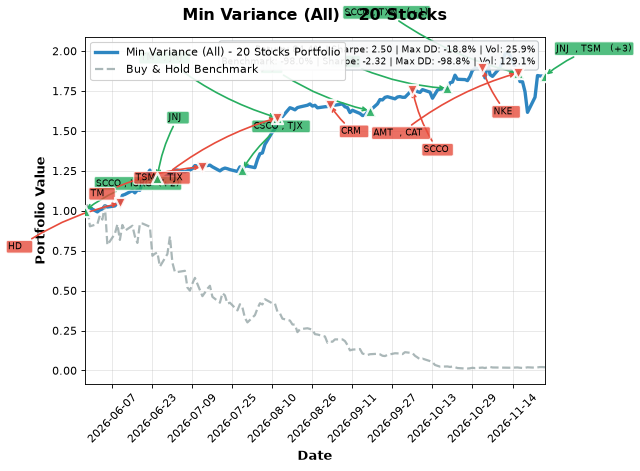 Min Variance (All) - 20 Stocks
Min Variance (All) - 20 Stocks Portfolio
Buy & Hold Benchmark
Sharpe: 2.50 | Max DD: -18.8% | Vol: 25.9%
-98.0% | Sharpe: -2.32 | Max DD: -98.8% | Vol: 129.1%
JNJ , TSM (+3)
JNJ
CSCO , TJX
CRM
AMT , CAT
SCCO
NKE
TSM , TJX
TM
HD
Portfolio Value
2.00
1.75
1.50
1.25
1.00
0.75
0.50
0.25
0.00
2026-06-07
2026-06-23
2026-07-09
2026-07-25
2026-08-10
2026-08-26
2026-09-11
2026-09-27
2026-10-13
2026-10-29
2026-11-14
Date